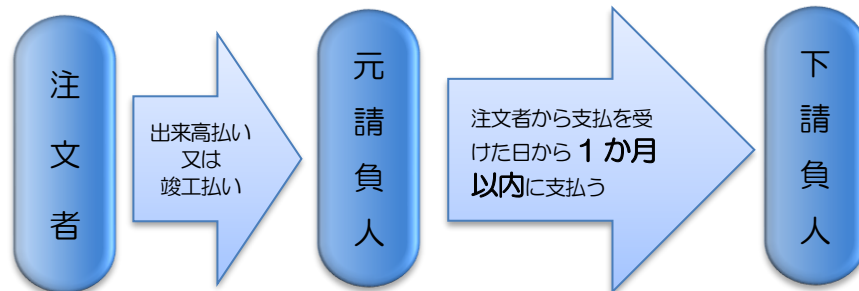 注文者
出来高払い
又は
竣工払い
元請負人
注文者から支払を受
けた日から１か月
以内に支払う
下請負人